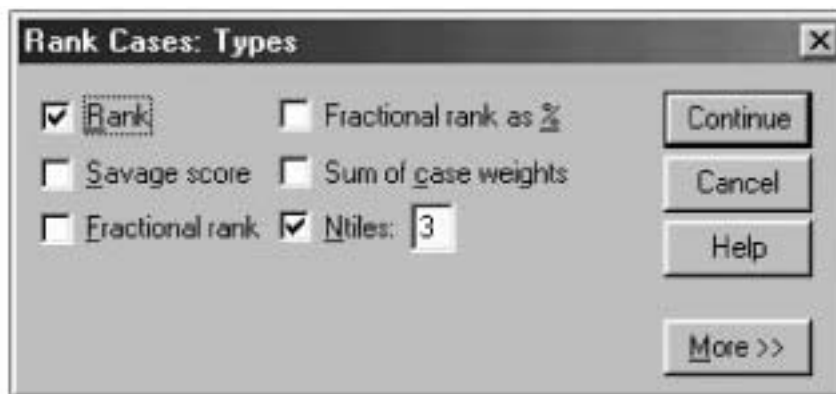 Rank Cases: Types
Rank
Fractional rank as %
Continue
Savage score
Sum of case weights
Cancel
Fractional rank
Ntiles: 3
Help
More >>